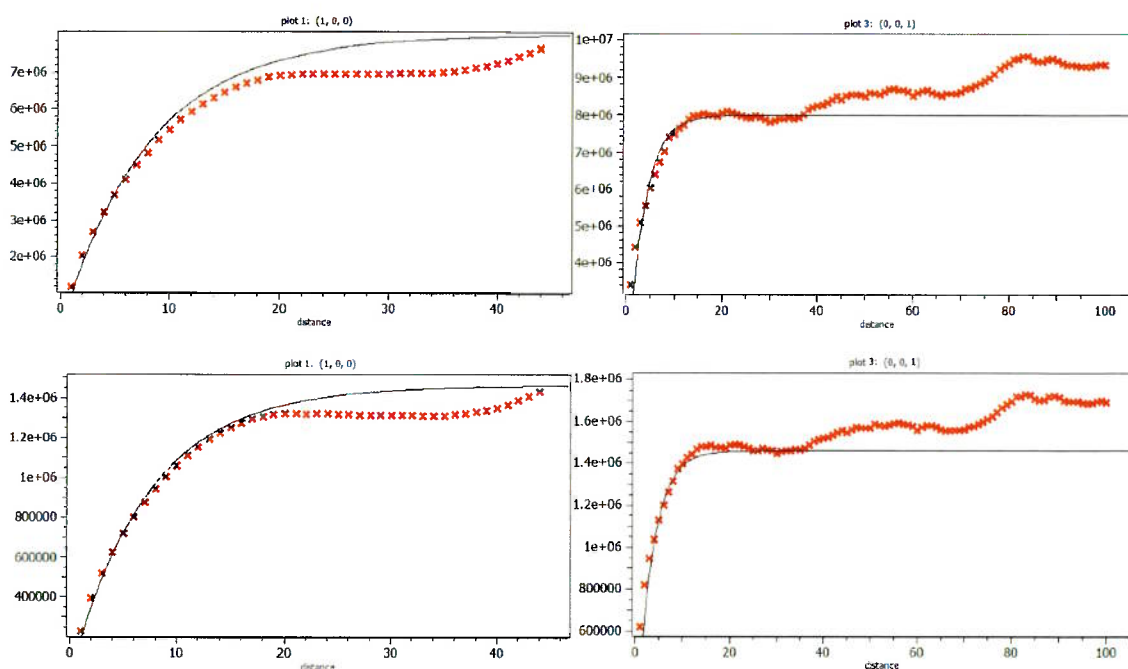 plot 1: (1, 0, 0)
7e+06
6e+06
5e+06
4e+06
3e+06
2e+06
0
10
20
30
40
distance
plot 3: (0, 0, 1)
1e+07
9e+06
8e+06
7e+06
6e+06
5e+06
4e+06
0
20
40
60
80
100
distance
plot 1: (1, 0, 0)
1.4e+06
1.2e+06
1e+06
800000
600000
400000
0
10
20
30
40
distance
plot 3: (0, 0, 1)
1.8e+06
1.6e+06
1.4e+06
1.2e+06
1e+06
800000
600000
0
20
40
60
80
100
distance